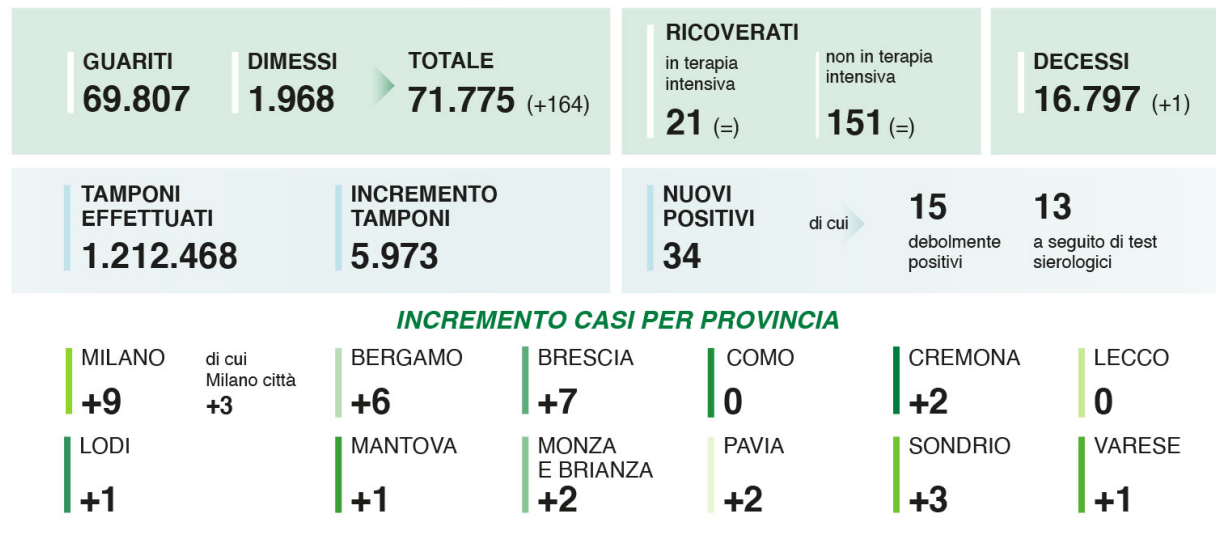 GUARITI
69.807
DIMESSI
1.968
TOTALE
71.775 (+164)
RICOVERATI
in terapia
intensiva
21 (=)
non in terapia
intensiva
151 (=)
DECESSI
16.797 (+1)
TAMPONI
EFFETTUATI
1.212.468
INCREMENTO
TAMPONI
5.973
NUOVI
POSITIVI
34
di cui
15
debolmente
positivi
13
a seguito di test
sierologici
INCREMENTO CASI PER PROVINCIA
MILANO
+9
di cui
Milano città
+3
BERGAMO
+6
BRESCIA
+7
COMO
0
CREMONA
+2
LECCO
0
LODI
+1
MANTOVA
+1
MONZA
E BRIANZA
+2
PAVIA
+2
SONDRIO
+3
VARESE
+1